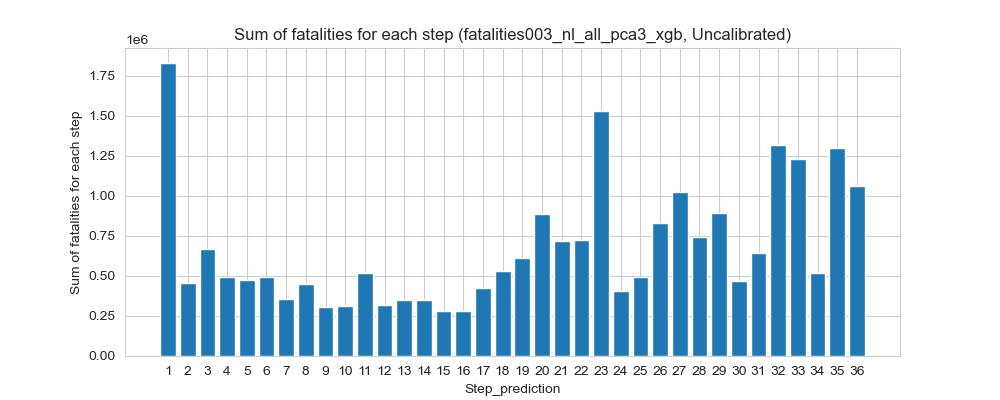 Sum of fatalities for each step (fatalities003_nl_all_pca3_xgb, Uncalibrated)
1e6
1.75
1.50
1.25
1.00
0.75
0.50
0.25
0.00
Sum of fatalities for each step
1 2 3 4 5 6 7 8 9 10 11 12 13 14 15 16 17 18 19 20 21 22 23 24 25 26 27 28 29 30 31 32 33 34 35 36
Step_prediction